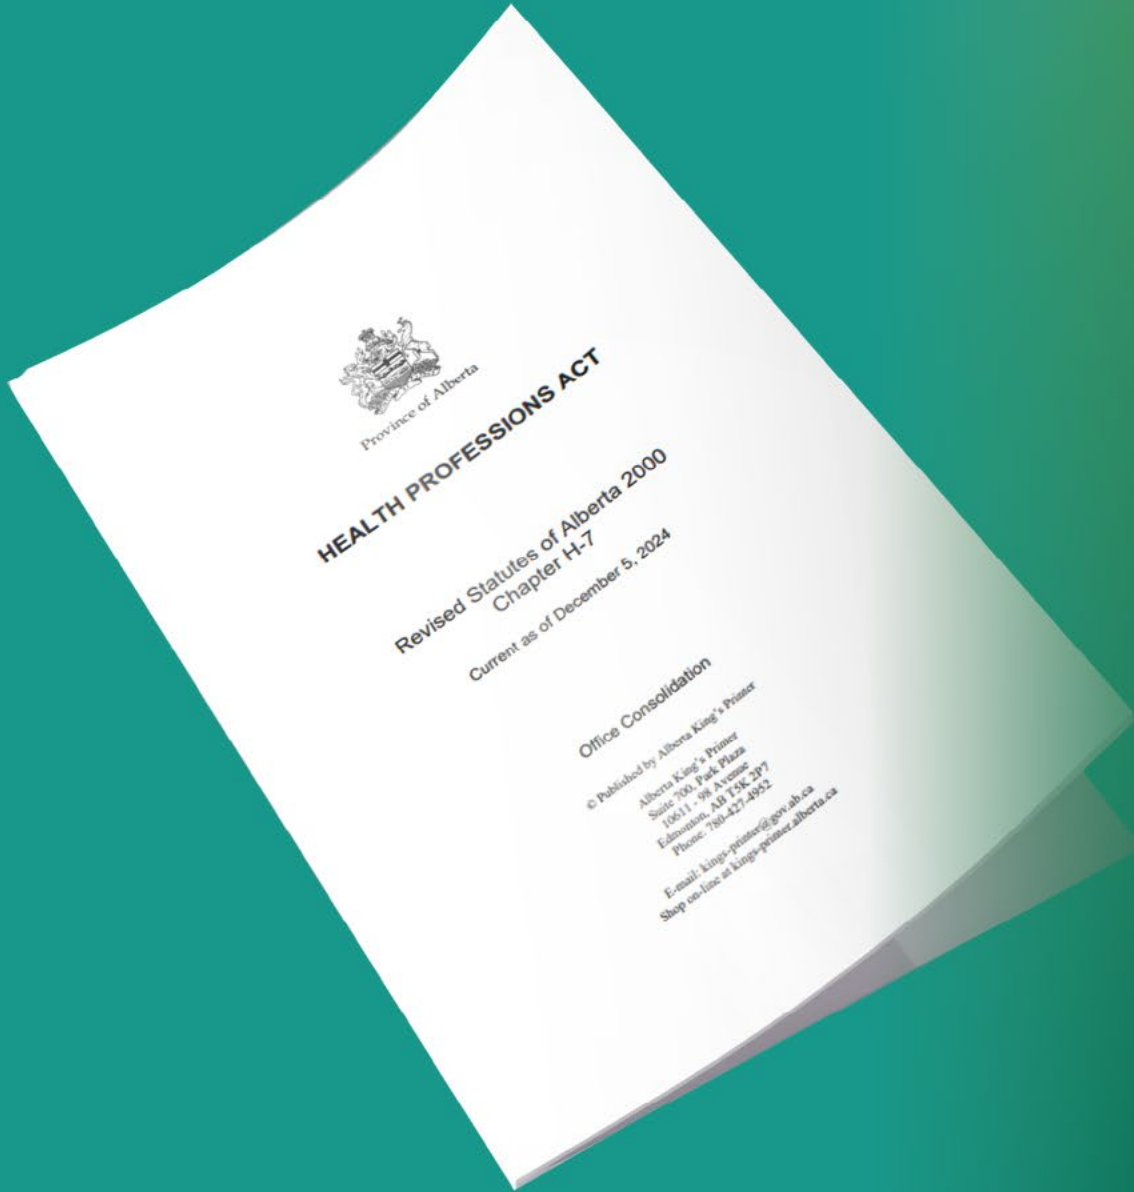 Province of Alberta
HEALTH PROFESSIONS ACT
Revised Statutes of Alberta 2000
Chapter H-7
Current as of December 5, 2024
Office Consolidation
© Published by Alberta King's Printer
Alberta King's Printer
Suite 700, Park Plaza
10611 - 98 Avenue
Edmonton, AB T5K 2P7
Phone: 780-427-4952
E-mail: kings-printer@gov.ab.ca
Shop on-line at kings-printer.alberta.ca